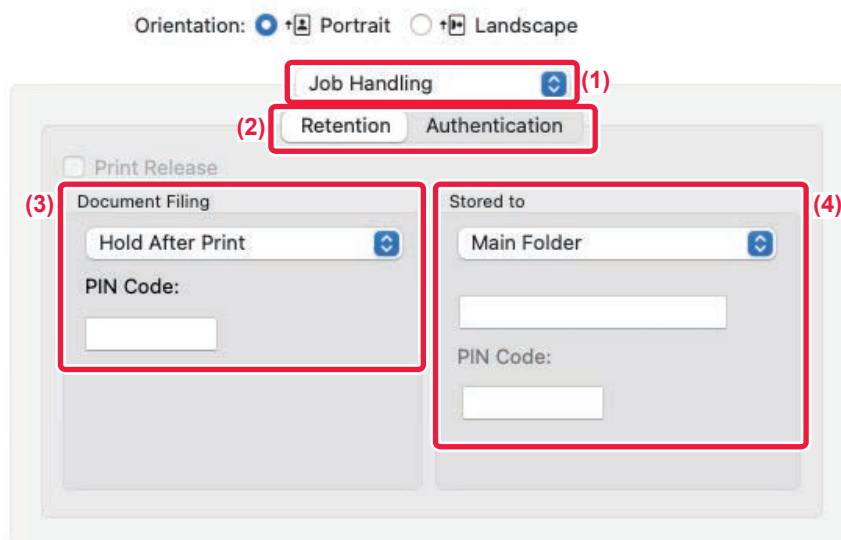 Orientation: Portrait Landscape
Job Handling (1)
(2) Retention Authentication
Print Release
(3) Document Filing Stored to (4)
Hold After Print Main Folder
PIN Code:
PIN Code: